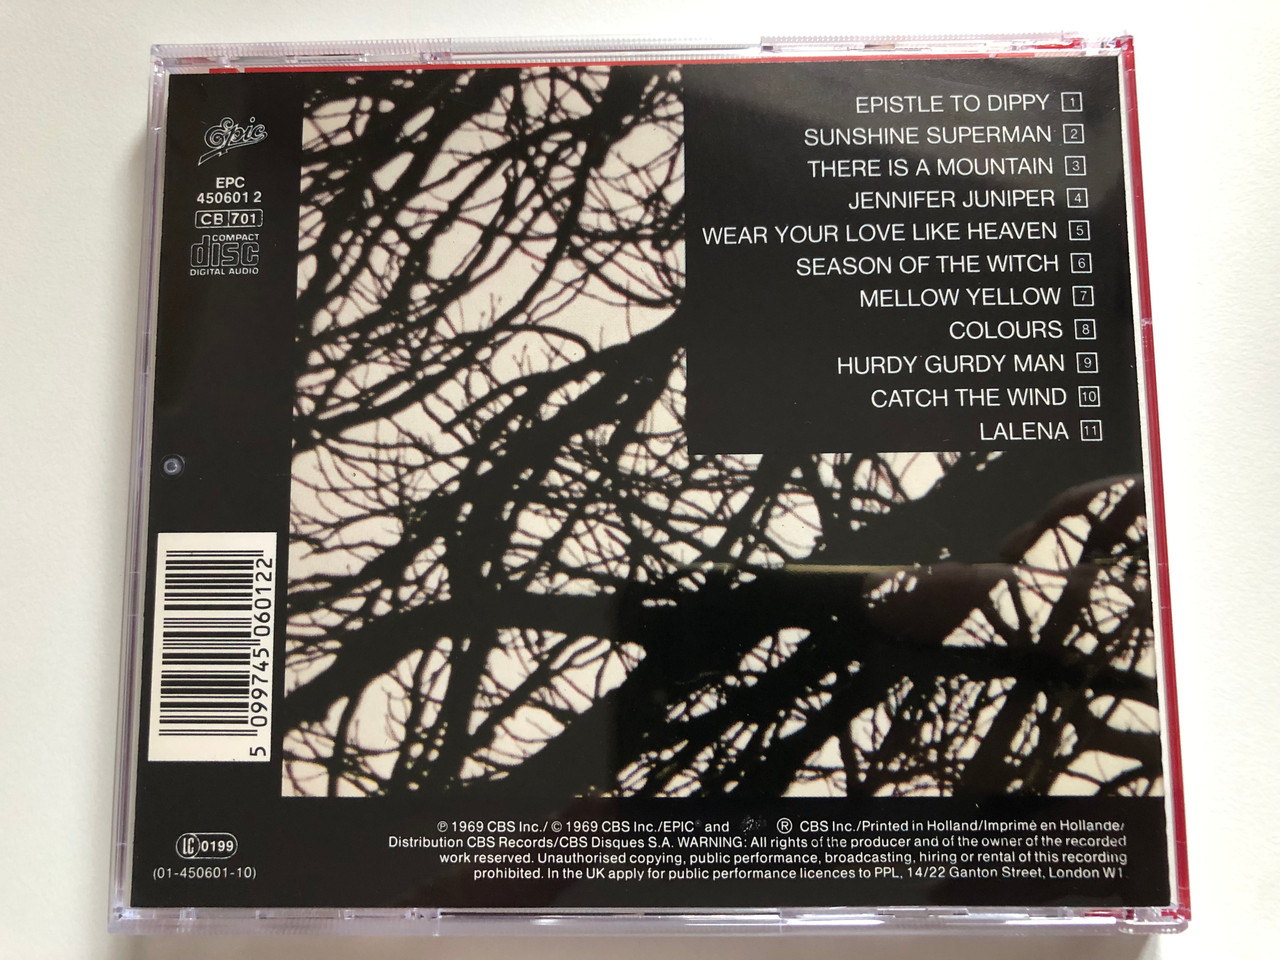 Epic
EPC
450601 2
CB 701
COMPACT
disc
DIGITAL AUDIO
EPISTLE TO DIPPY 1
SUNSHINE SUPERMAN 2
THERE IS A MOUNTAIN 3
JENNIFER JUNIPER 4
WEAR YOUR LOVE LIKE HEAVEN 5
SEASON OF THE WITCH 6
MELLOW YELLOW 7
COLOURS 8
HURDY GURDY MAN 9
CATCH THE WIND 10
LALENA 11
5 099745 060122
LC 0199
(01-450601-10)
℗ 1969 CBS Inc./ © 1969 CBS Inc./EPIC and ® CBS Inc./Printed in Holland/Imprimé en Hollande/
Distribution CBS Records/CBS Disques S.A. WARNING: All rights of the producer and of the owner of the recorded
work reserved. Unauthorised copying, public performance, broadcasting, hiring or rental of this recording
prohibited. In the UK apply for public performance licences to PPL, 14/22 Ganton Street, London W1.